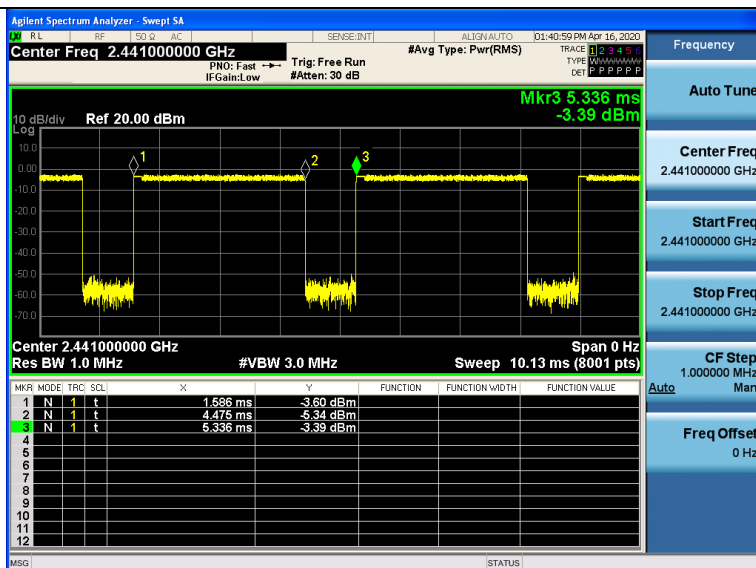 Agilent Spectrum Analyzer - Swept SA
LXI RL RF 50 Ω AC SENSE:INT ALIGN AUTO 01:40:59 PM Apr 16, 2020
Center Freq 2.441000000 GHz
#Avg Type: Pwr(RMS)
TRACE 1 2 3 4 5 6
PNO: Fast
Trig: Free Run
TYPE WWWWWW
IFGain:Low
#Atten: 30 dB
DET P P P P P P
Mkr3 5.336 ms
-3.39 dBm
10 dB/div Ref 20.00 dBm
Log
10.0
0.00
-10.0
-20.0
-30.0
-40.0
-50.0
-60.0
-70.0
1
2
3
Center 2.441000000 GHz Span 0 Hz
Res BW 1.0 MHz #VBW 3.0 MHz Sweep 10.13 ms (8001 pts)
MKR MODE TRC SCL X Y FUNCTION FUNCTION WIDTH FUNCTION VALUE
1 N 1 t 1.586 ms -3.60 dBm
2 N 1 t 4.475 ms -5.34 dBm
3 N 1 t 5.336 ms -3.39 dBm
4
5
6
7
8
9
10
11
12
MSG STATUS
Frequency
Auto Tune
Center Freq
2.441000000 GHz
Start Freq
2.441000000 GHz
Stop Freq
2.441000000 GHz
CF Step
1.000000 MHz
Auto Man
Freq Offset
0 Hz